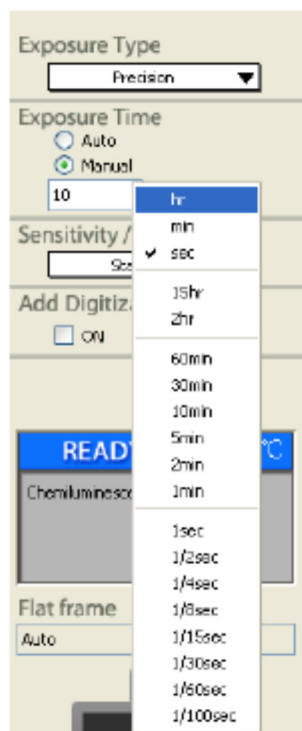 Exposure Type
Precision
Exposure Time
Auto
Manual
10
hr
min
Sensitivity /
sec
15hr
Add Digitiz
2hr
ON
60min
30min
10min
5min
READY °C
2min
Chemiluminesce
1min
1sec
1/2sec
1/4sec
Flat frame
1/8sec
Auto
1/15sec
1/30sec
1/60sec
1/100sec